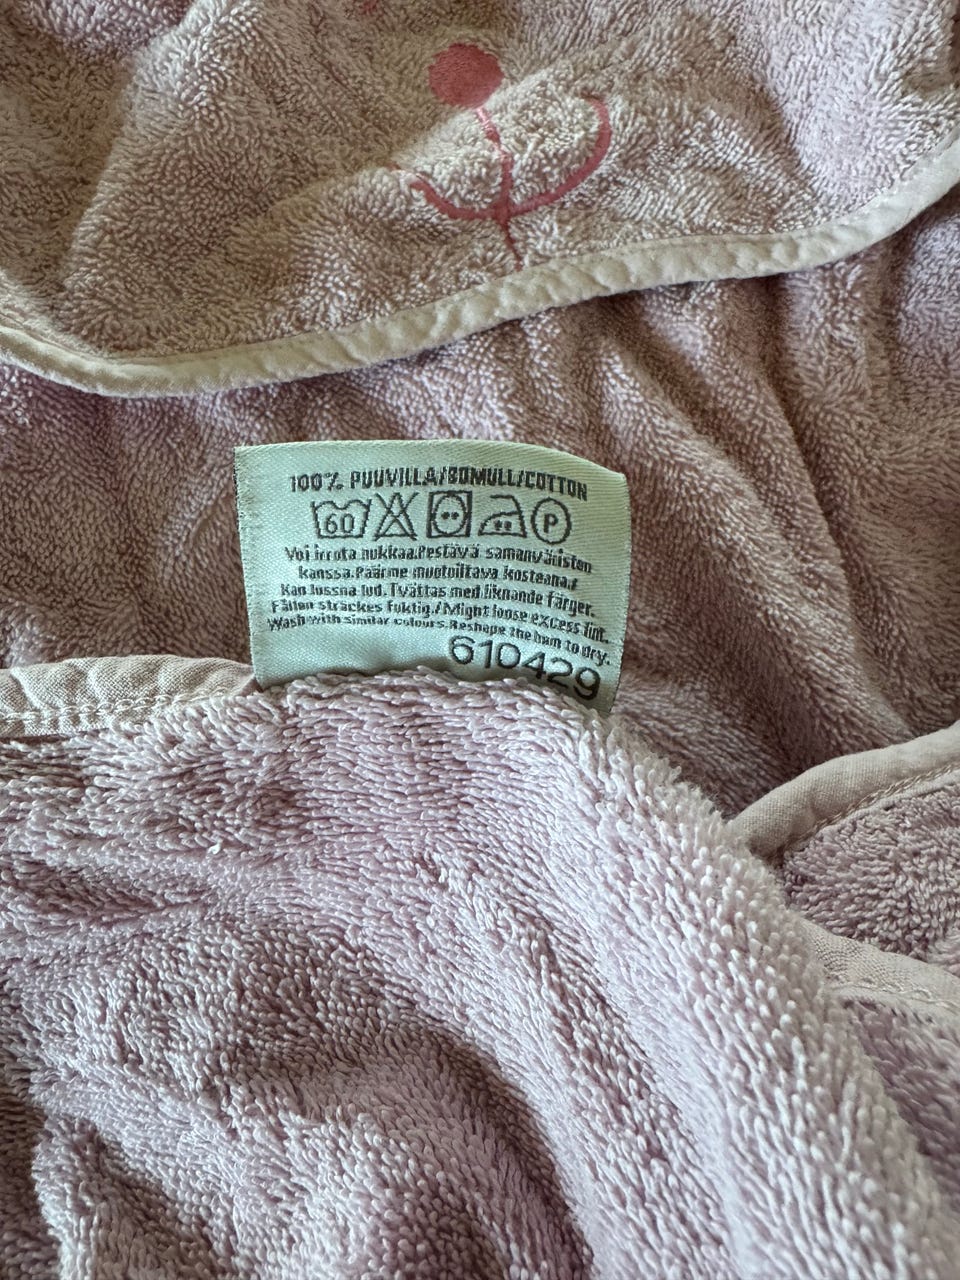 100% PUUVILLA/BOMULL/COTTON
60 P
Voi irrota nukkaa.Pestävä samanväristen
kanssa.Päärme muotoiltava kosteana./
Kan lossna lud. Tvättas med liknande färger.
Fållen sträckes fuktig./Might loose excess lint.
Wash with similar colours.Reshape the hem to dry.
610429